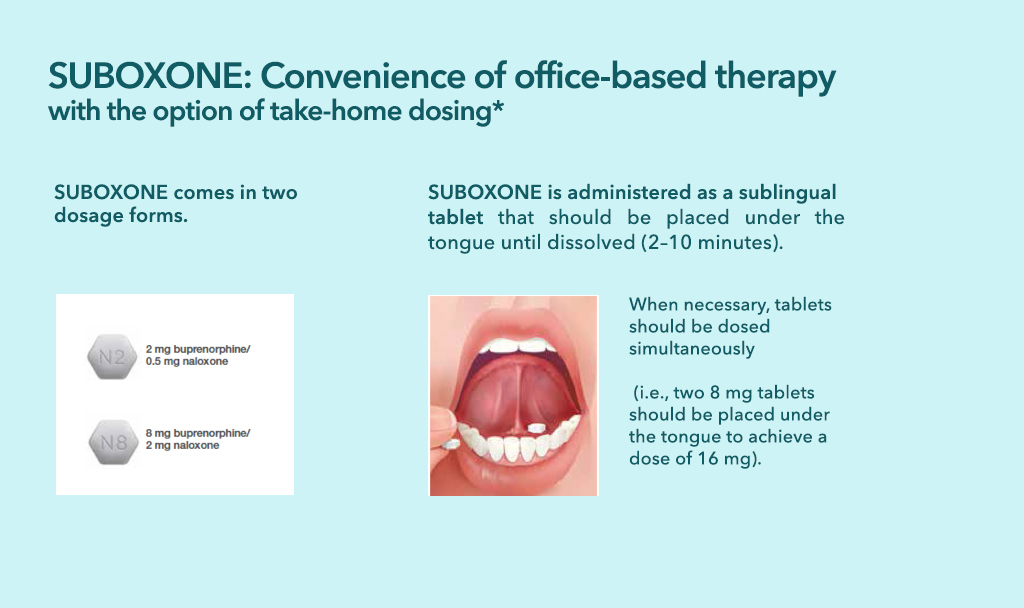 SUBOXONE: Convenience of office-based therapy
with the option of take-home dosing*
SUBOXONE comes in two
dosage forms.
N2
2 mg buprenorphine/
0.5 mg naloxone
N8
8 mg buprenorphine/
2 mg naloxone
SUBOXONE is administered as a sublingual
tablet that should be placed under the
tongue until dissolved (2–10 minutes).
When necessary, tablets
should be dosed
simultaneously
(i.e., two 8 mg tablets
should be placed under
the tongue to achieve a
dose of 16 mg).